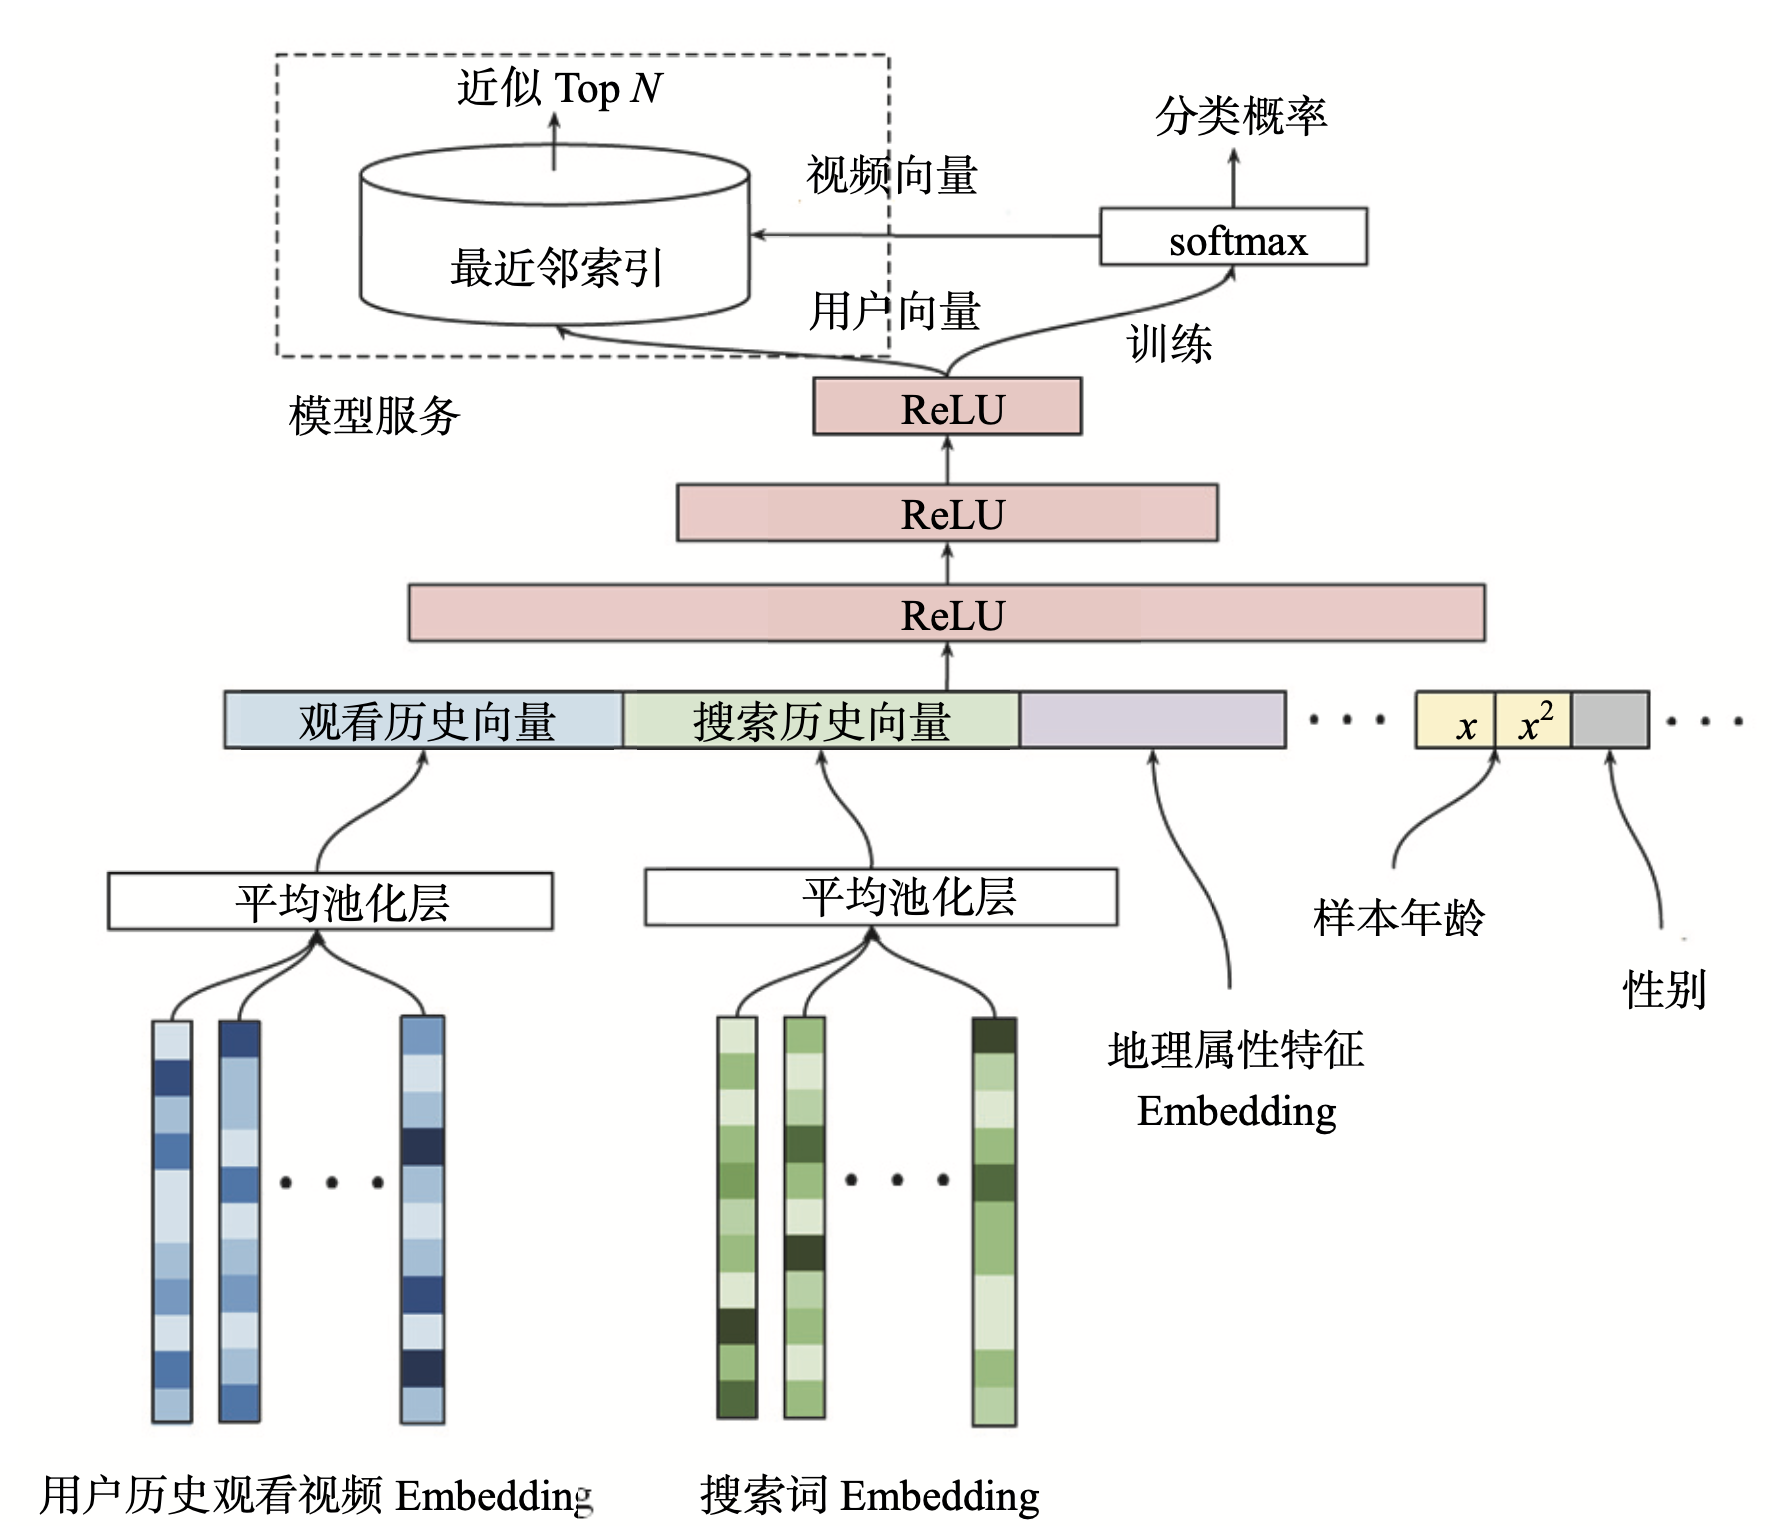 近似 Top N
分类概率
视频向量
softmax
最近邻索引
用户向量
训练
模型服务
ReLU
ReLU
ReLU
观看历史向量
搜索历史向量
x
x²
平均池化层
平均池化层
样本年龄
性别
地理属性特征
Embedding
用户历史观看视频 Embedding
搜索词 Embedding